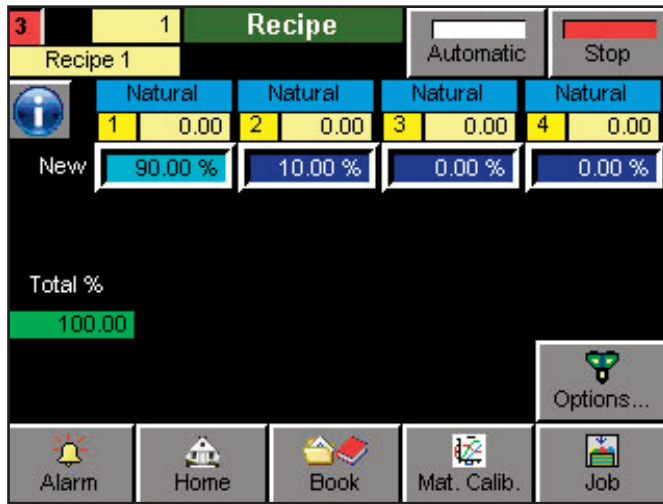 3 1 Recipe
Recipe 1 Automatic Stop
Natural Natural Natural Natural
1 0.00 2 0.00 3 0.00 4 0.00
New 90.00 % 10.00 % 0.00 % 0.00 %
Total %
100.00
Options...
Alarm Home Book Mat. Calib. Job